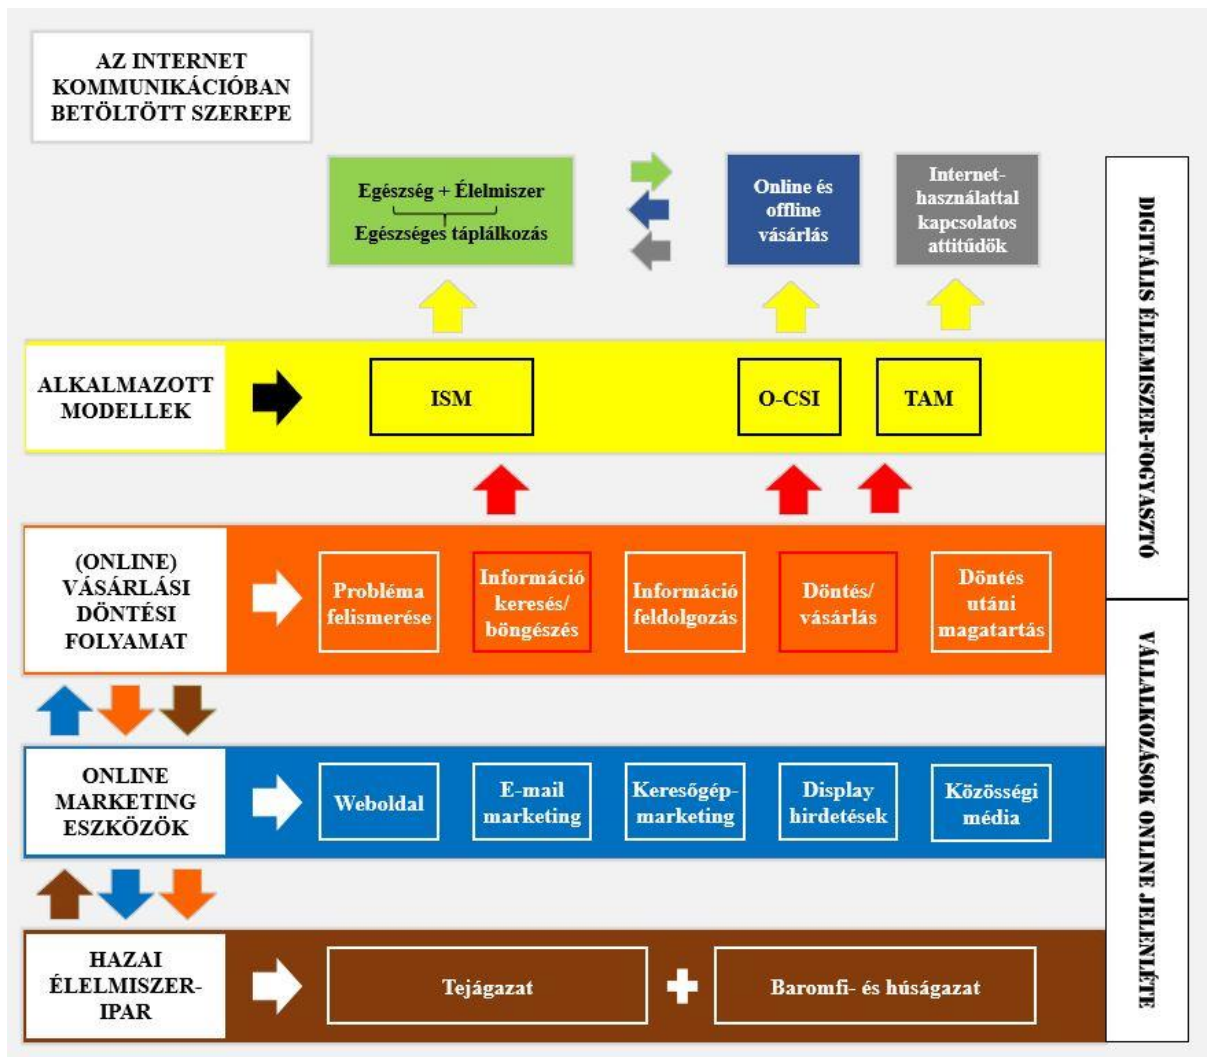 AZ INTERNET
KOMMUNIKÁCIÓBAN
BETÖLTÖTT SZEREPE
Egészség + Élelmiszer
Egészséges táplálkozás
Online és
offline
vásárlás
Internet-
használattal
kapcsolatos
attitűdök
ALKALMAZOTT
MODELLEK
ISM
O-CSI
TAM
(ONLINE)
VÁSÁRLÁSI
DÖNTÉSI
FOLYAMAT
Probléma
felismerése
Információ
keresés/
böngészés
Információ
feldolgozás
Döntés/
vásárlás
Döntés
utáni
magatartás
ONLINE
MARKETING
ESZKÖZÖK
Weboldal
E-mail
marketing
Keresőgép-
marketing
Display
hirdetések
Közösségi
média
HAZAI
ÉLELMISZER-
IPAR
Tejágazat
Baromfi- és húságazat
DIGITÁLIS ÉLELMISZER-FOGYASZTÓ
VÁLLALKOZÁSOK ONLINE JELENLÉTE